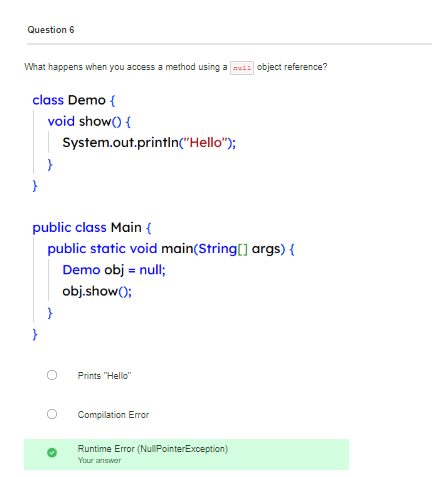 Question 6
What happens when you access a method using a null object reference?
class Demo {
void show() {
System.out.println("Hello");
}
}
public class Main {
public static void main(String[] args) {
Demo obj = null;
obj.show();
}
}
Prints "Hello"
Compilation Error
Runtime Error (NullPointerException)
Your answer